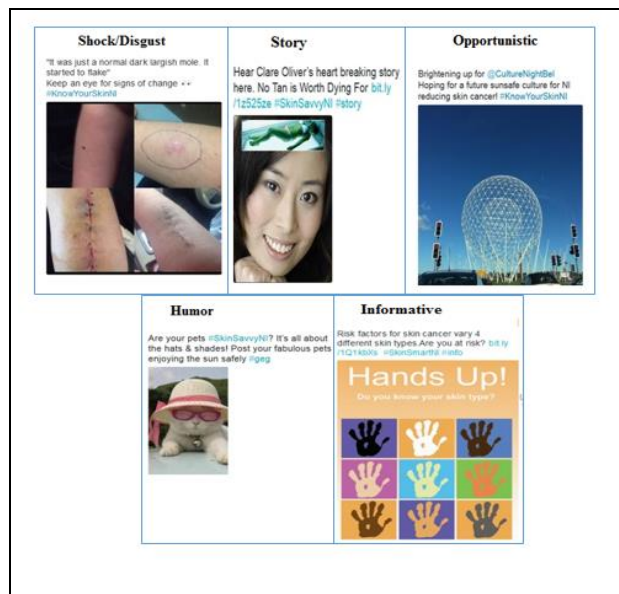 Shock/Disgust
"It was just a normal dark largish mole. It
started to flake"
Keep an eye for signs of change
#KnowYourSkinNI
Story
Hear Clare Oliver's heart breaking story
here. No Tan is Worth Dying For bit.ly
/1z525ze #SkinSavvyNI #story
Opportunistic
Brightening up for @CultureNightBel
Hoping for a future sunsafe culture for NI
reducing skin cancer! #KnowYourSkinNI
Humor
Are your pets #SkinSavvyNI? It's all about
the hats & shades! Post your fabulous pets
enjoying the sun safely #geg
Informative
Risk factors for skin cancer vary 4
different skin types.Are you at risk? bit.ly
#SkinSmartNI #info
Hands Up!
Do you know your skin type?